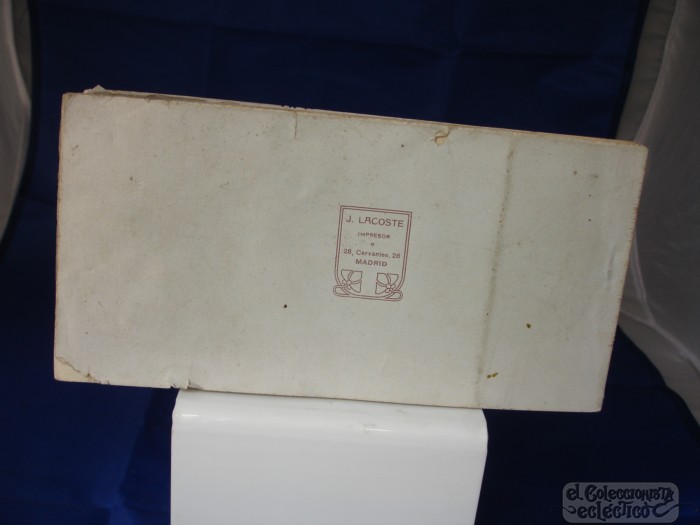 J. LACOSTE
IMPRESOR
28, Cervantes, 28
MADRID
el Coleccionista
ecléctico